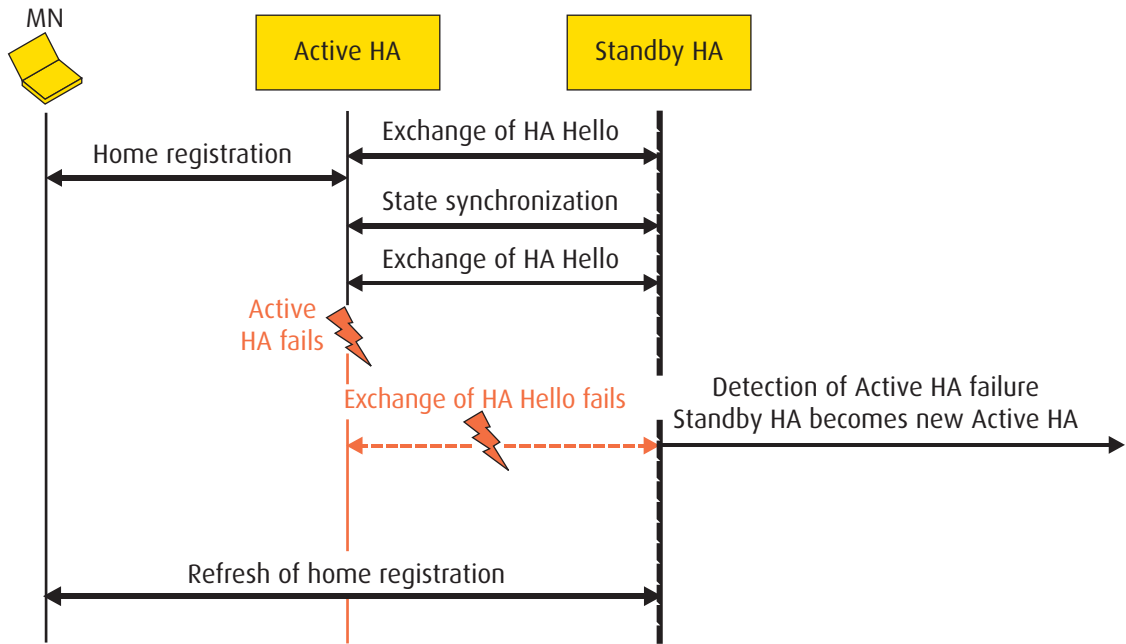 MN
Active HA
Standby HA
Exchange of HA Hello
Home registration
State synchronization
Exchange of HA Hello
Active
HA fails
Exchange of HA Hello fails
Detection of Active HA failure
Standby HA becomes new Active HA
Refresh of home registration